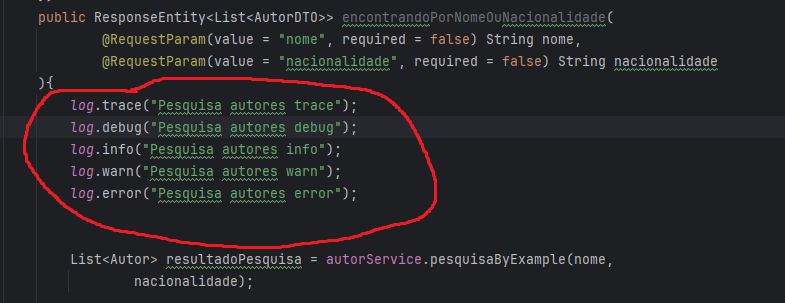 public ResponseEntity<List<AutorDTO>> encontrandoPorNomeOuNacionalidade(
@RequestParam(value = "nome", required = false) String nome,
@RequestParam(value = "nacionalidade", required = false) String nacionalidade
){
log.trace("Pesquisa autores trace");
log.debug("Pesquisa autores debug");
log.info("Pesquisa autores info");
log.warn("Pesquisa autores warn");
log.error("Pesquisa autores error");
List<Autor> resultadoPesquisa = autorService.pesquisaByExample(nome,
nacionalidade);